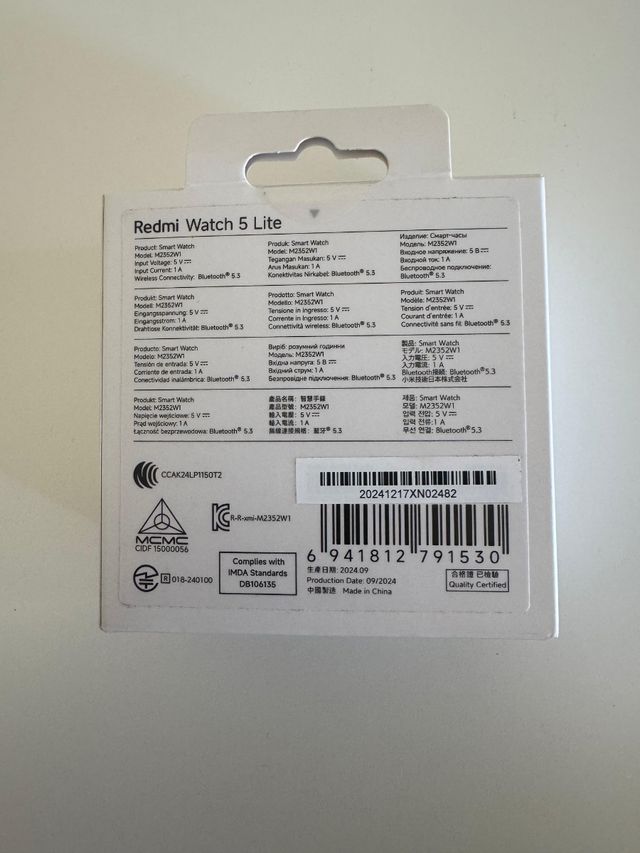 Redmi Watch 5 Lite
Product: Smart Watch
Model: M2352W1
Input Voltage: 5 V⎓
Input Current: 1 A
Wireless Connectivity: Bluetooth® 5.3
Produk: Smart Watch
Model: M2352W1
Tegangan Masukan: 5 V⎓
Arus Masukan: 1 A
Konektivitas Nirkabel: Bluetooth® 5.3
Изделие: Смарт-часы
Модель: M2352W1
Входное напряжение: 5 В⎓
Входной ток: 1 A
Беспроводное подключение:
Bluetooth® 5.3
Produkt: Smart Watch
Modell: M2352W1
Eingangsspannung: 5 V⎓
Eingangsstrom: 1 A
Drahtlose Konnektivität: Bluetooth® 5.3
Prodotto: Smart Watch
Modello: M2352W1
Tensione in Ingresso: 5 V⎓
Corrente in Ingresso: 1 A
Connettività wireless: Bluetooth® 5.3
Produit: Smart Watch
Modèle: M2352W1
Tension d'entrée: 5 V⎓
Courant d'entrée: 1 A
Connectivité sans fil: Bluetooth® 5.3
Producto: Smart Watch
Modelo: M2352W1
Tensión de entrada: 5 V⎓
Corriente de entrada: 1 A
Conectividad inalámbrica: Bluetooth® 5.3
Виріб: розумний годинник
Модель: M2352W1
Вхідна напруга: 5 В⎓
Вхідний струм: 1 A
Безпровідне підключення: Bluetooth® 5.3
製品: Smart Watch
モデル: M2352W1
入力電圧: 5 V⎓
入力電流: 1 A
Bluetooth接続: Bluetooth® 5.3
小米技術日本株式会社
Produkt: Smart Watch
Model: M2352W1
Napięcie wejściowe: 5 V⎓
Prąd wejściowy: 1 A
Łączność bezprzewodowa: Bluetooth® 5.3
產品名稱: 智慧手錶
產品型號: M2352W1
輸入電壓: 5 V⎓
輸入電流: 1 A
無線連接規格: 藍牙® 5.3
제품: Smart Watch
모델: M2352W1
입력 전압: 5 V⎓
입력 전류: 1 A
무선 연결: Bluetooth® 5.3
CCAK24LP1150T2
MCMC
CIDF15000056
R-R-xmi-M2352W1
R 018-240100
Complies with
IMDA Standards
DB106135
20241217XN02482
6 941812 791530
生產日期: 2024.09
Production Date: 09/2024
中國製造 Made in China
合格證 已檢驗
Quality Certified